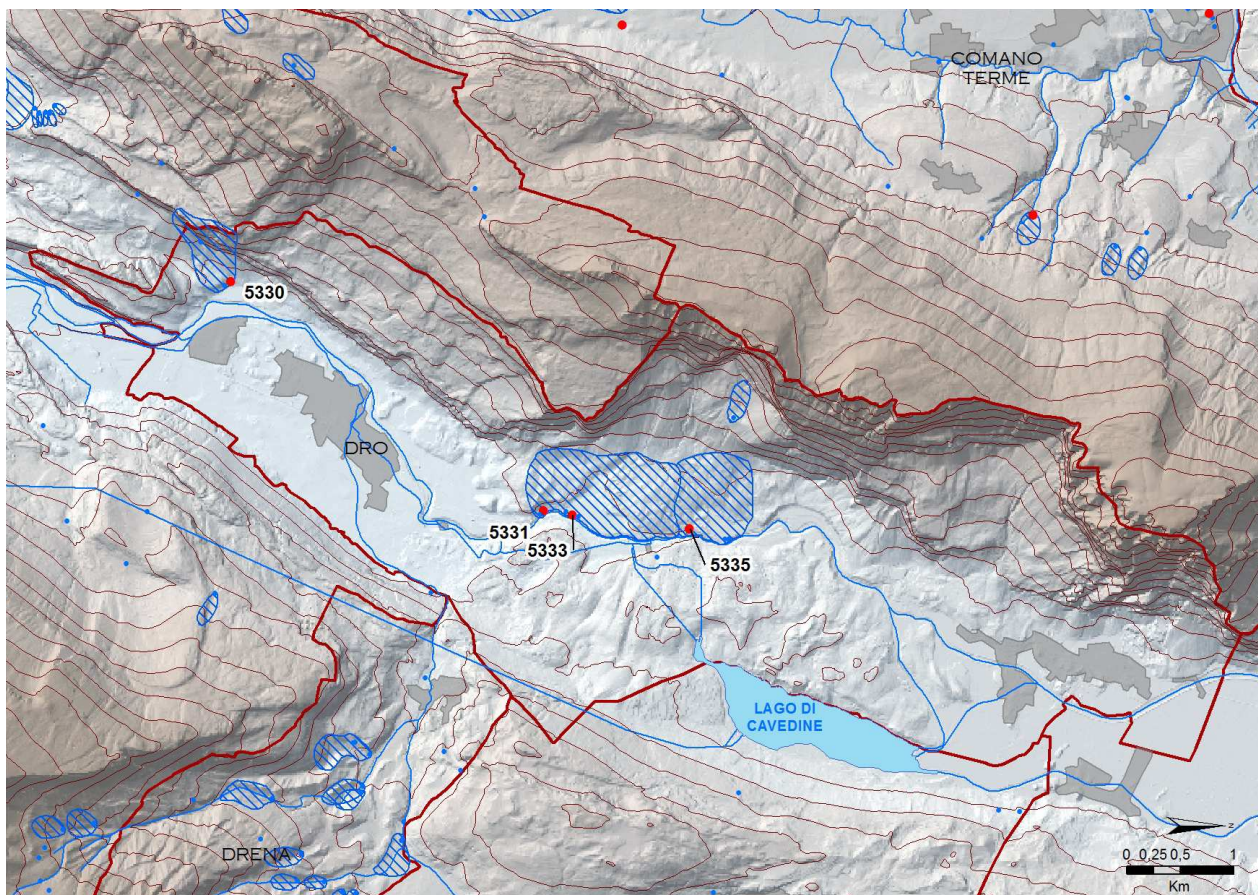 COMANO
TERME
5330
DRO
5331
5333
5335
LAGO DI
CAVEDINE
DRENA
Z
0 0,25 0,5 1
Km